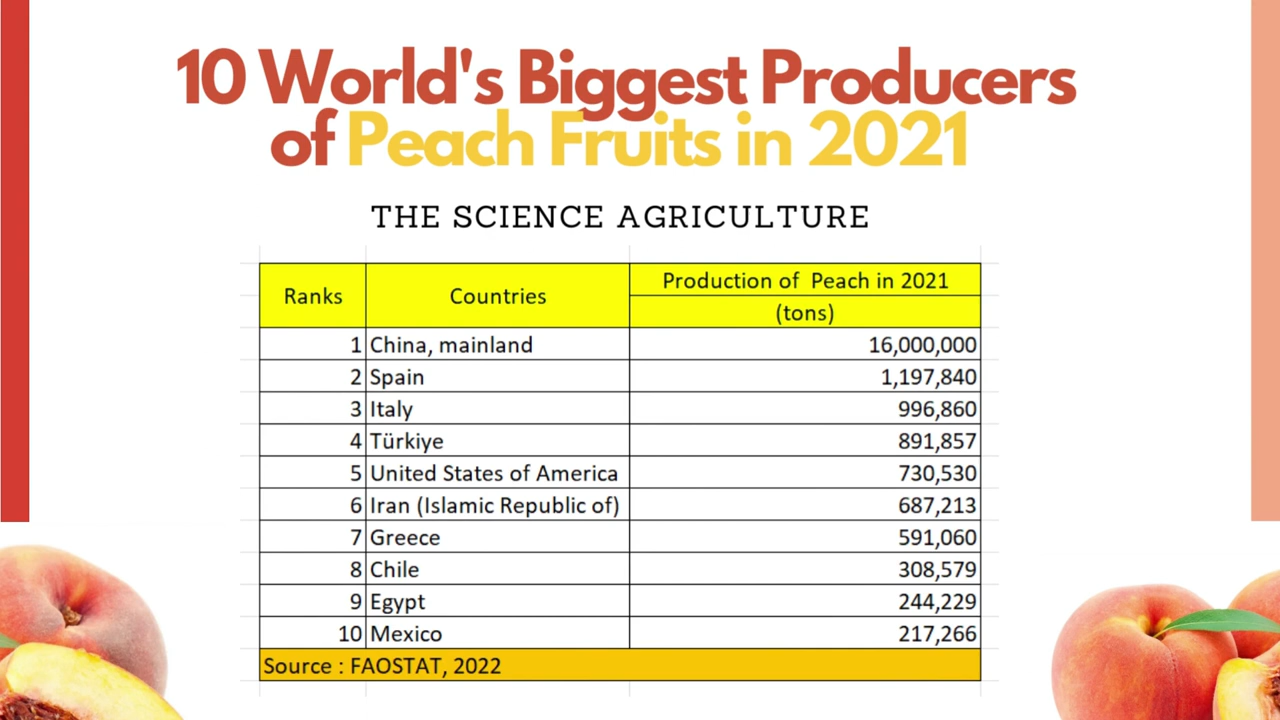 10 World's Biggest Producers
of Peach Fruits in 2021
THE SCIENCE AGRICULTURE
Ranks Countries Production of Peach in 2021
(tons)
1 China, mainland 16,000,000
2 Spain 1,197,840
3 Italy 996,860
4 Türkiye 891,857
5 United States of America 730,530
6 Iran (Islamic Republic of) 687,213
7 Greece 591,060
8 Chile 308,579
9 Egypt 244,229
10 Mexico 217,266
Source : FAOSTAT, 2022